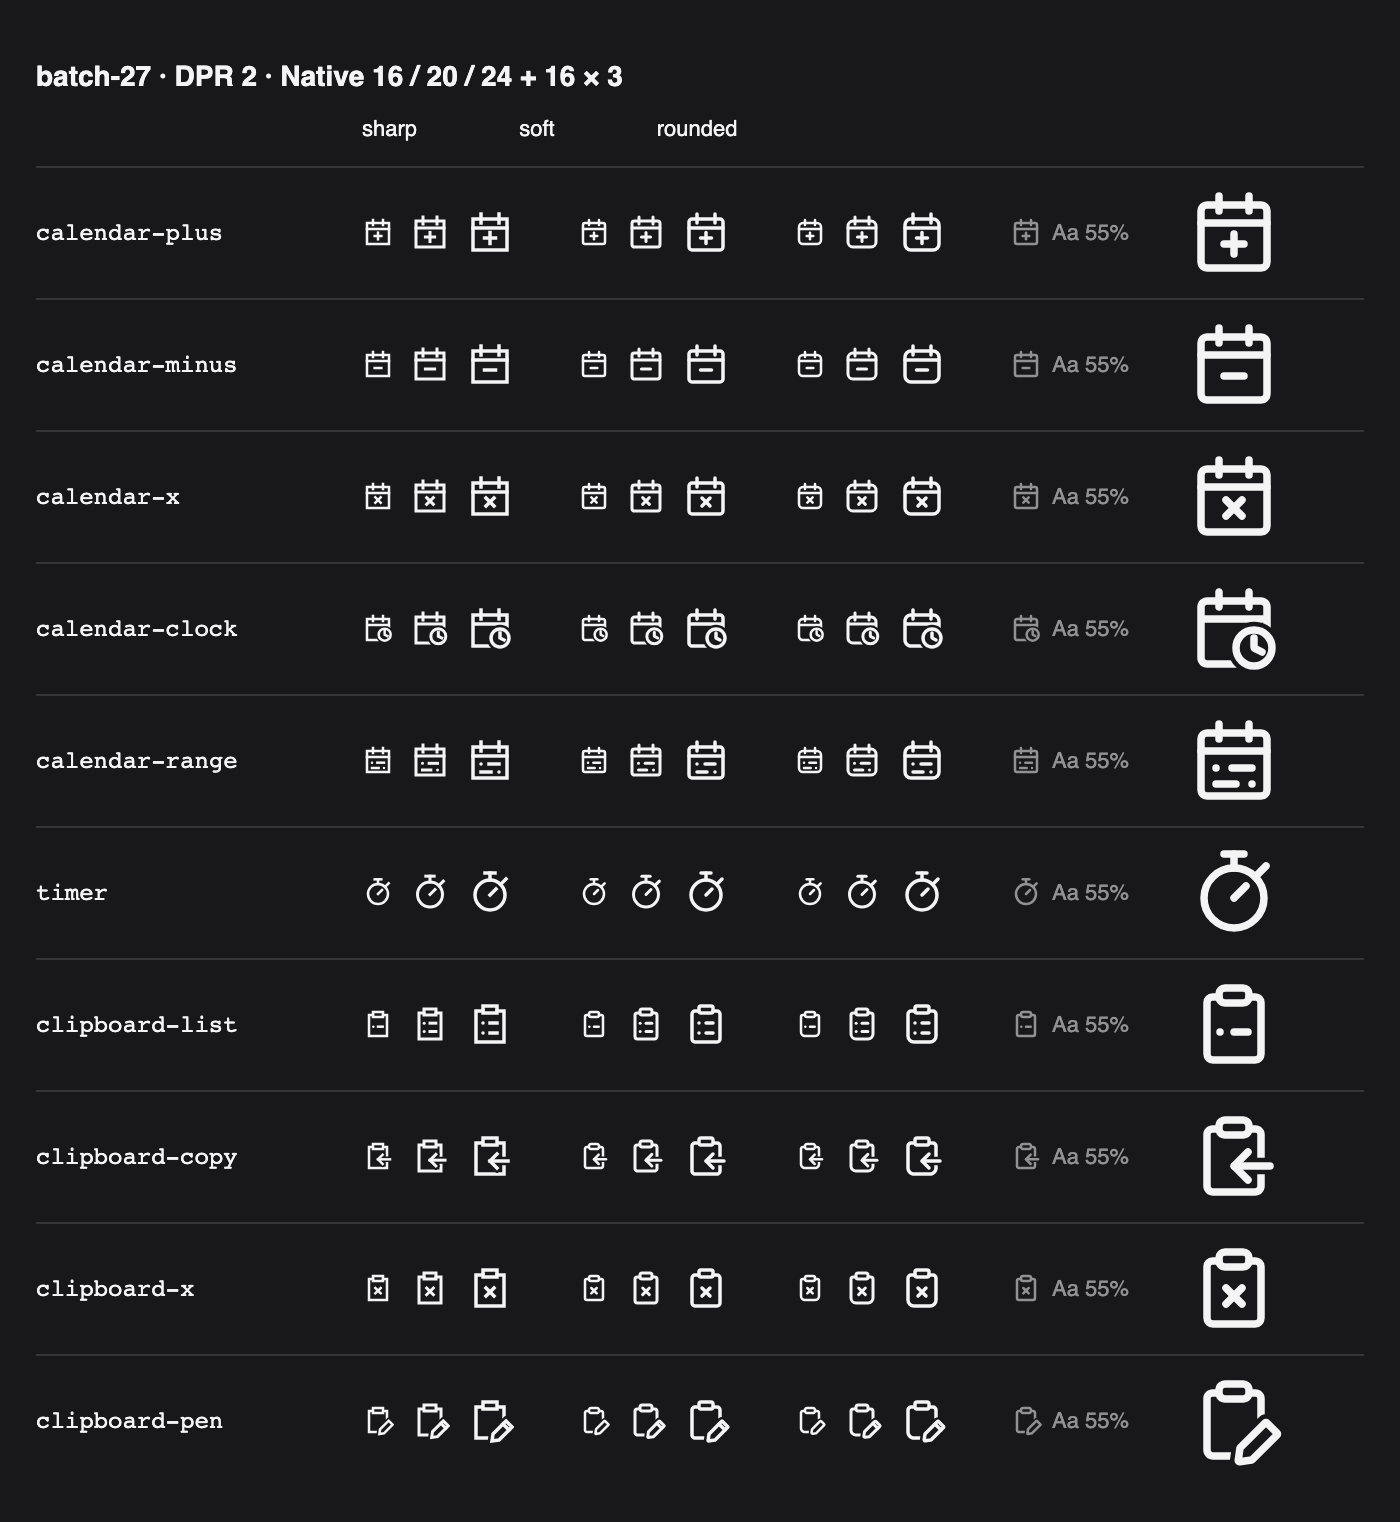 batch-27 · DPR 2 · Native 16 / 20 / 24 + 16 × 3
sharp soft rounded
calendar-plus Aa 55%
calendar-minus Aa 55%
calendar-x Aa 55%
calendar-clock Aa 55%
calendar-range Aa 55%
timer Aa 55%
clipboard-list Aa 55%
clipboard-copy Aa 55%
clipboard-x Aa 55%
clipboard-pen Aa 55%